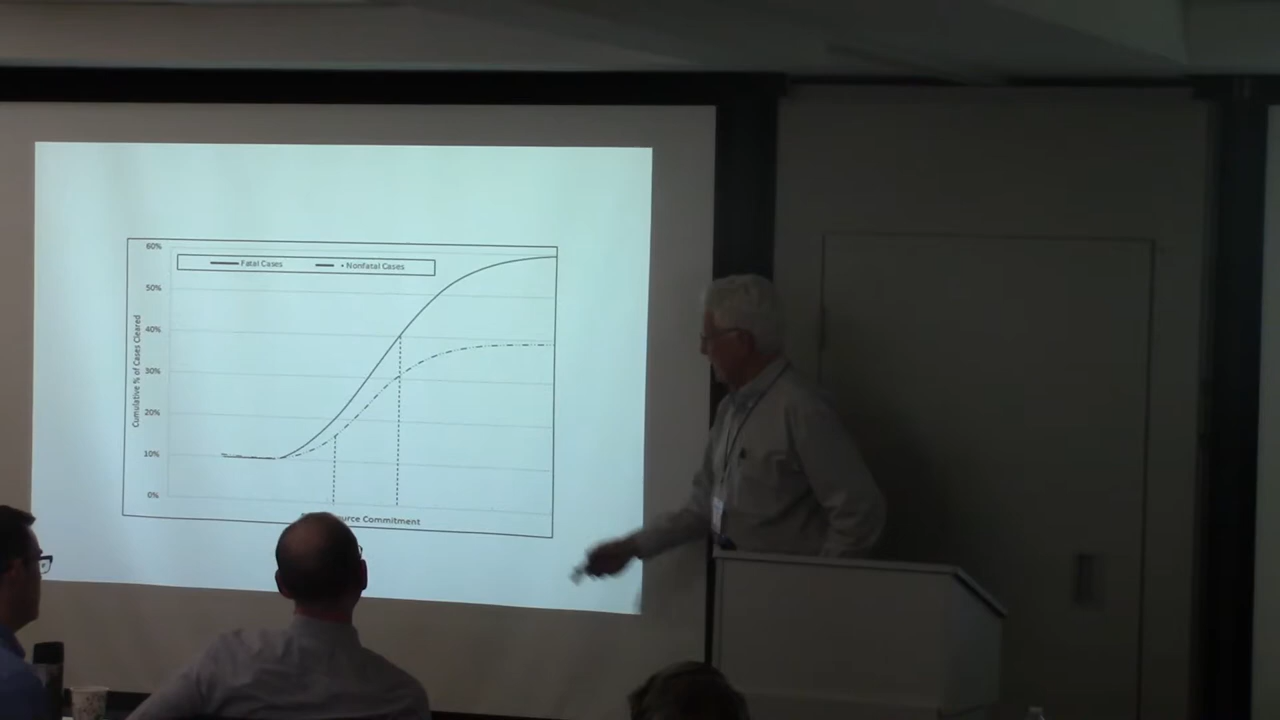 60%
Fatal Cases
Nonfatal Cases
50%
40%
30%
20%
10%
0%
Cumulative % of Cases Cleared
Commitment